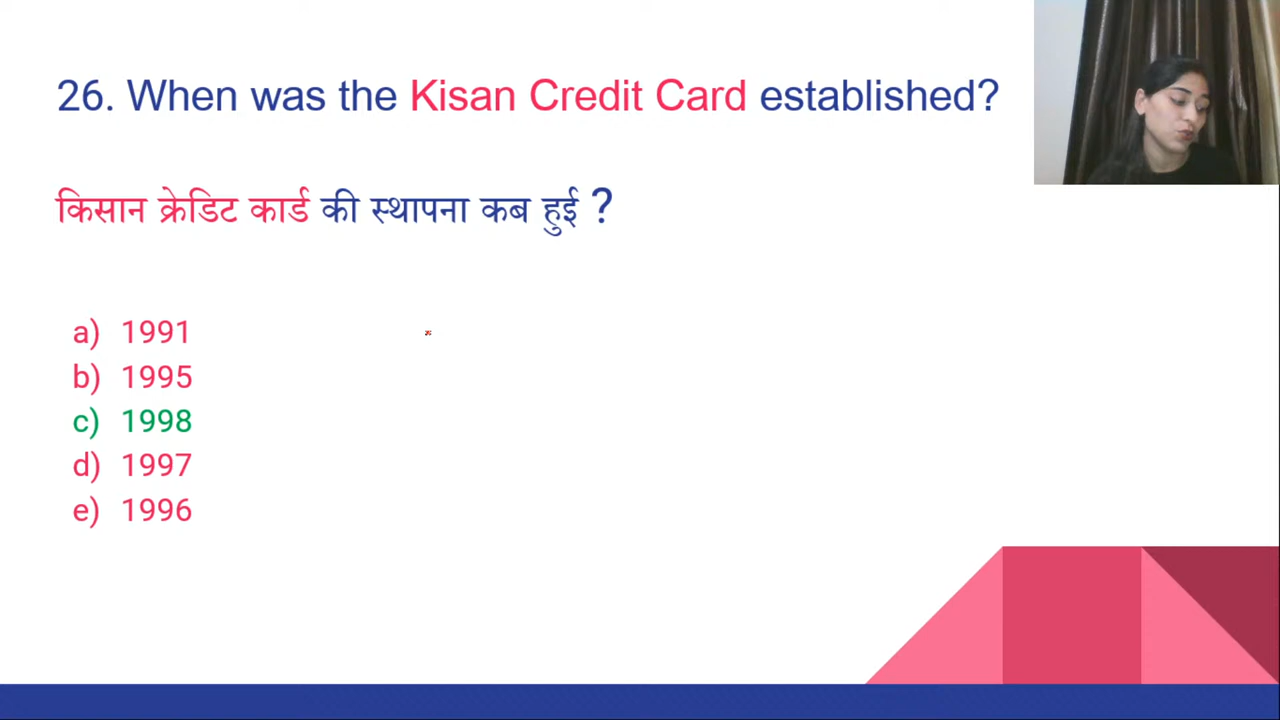 26. When was the Kisan Credit Card established?
किसान क्रेडिट कार्ड की स्थापना कब हुई ?
a) 1991
b) 1995
c) 1998
d) 1997
e) 1996